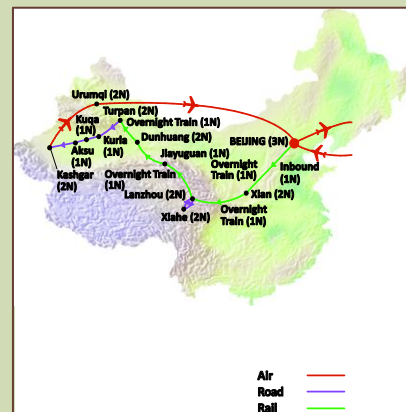 Urumqi (2N)
Turpan (2N)
Kuqa
(1N)
Overnight Train (1N)
Dunhuang (2N)
BEIJING (3N)
Aksu
(1N)
Kurla
(1N)
Jiayuguan (1N)
Kashgar
(2N)
Overnight Train
(1N)
Overnight
Train (1N)
Inbound
(1N)
Lanzhou (2N)
Xian (2N)
Xiahe (2N)
Overnight
Train (1N)
Air
Road
Rail